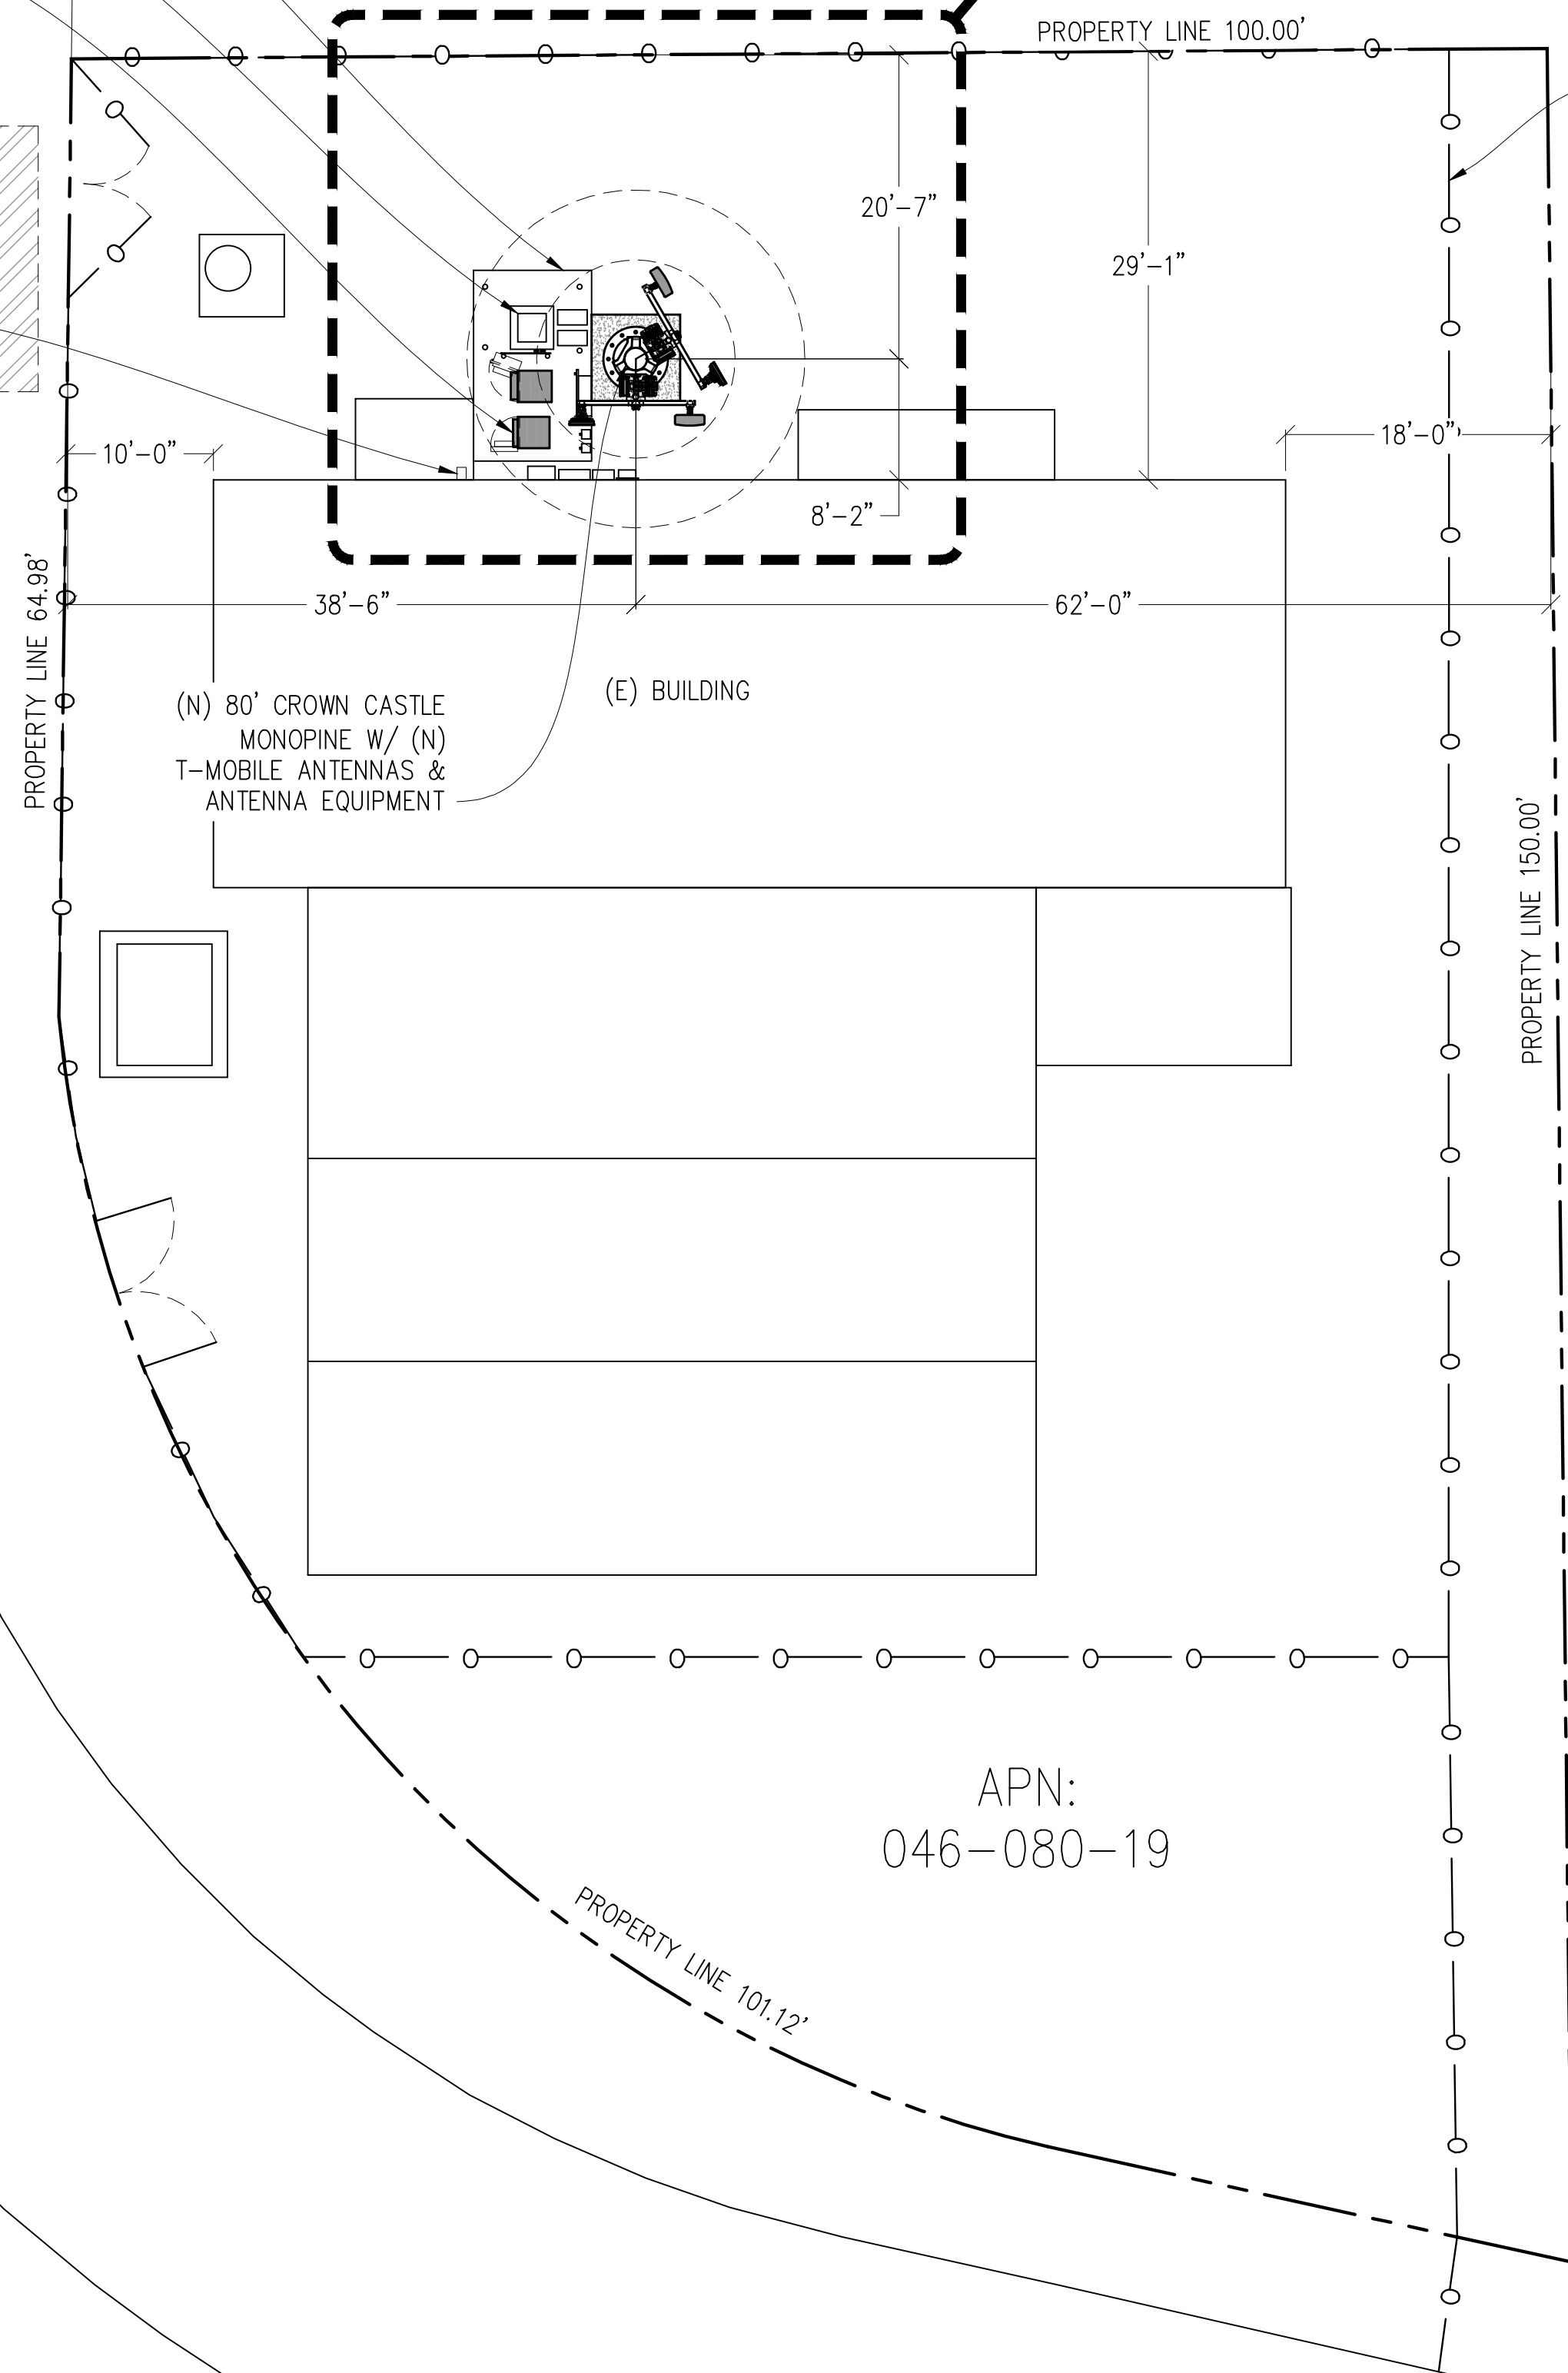 PROPERTY LINE 100.00'
20'-7"
29'-1"
18'-0"
10'-0"
8'-2"
38'-6"
62'-0"
PROPERTY LINE 64.98'
(E) BUILDING
(N) 80' CROWN CASTLE
MONOPINE W/ (N)
T-MOBILE ANTENNAS &
ANTENNA EQUIPMENT
PROPERTY LINE 150.00'
APN:
046-080-19
PROPERTY LINE 101.12'